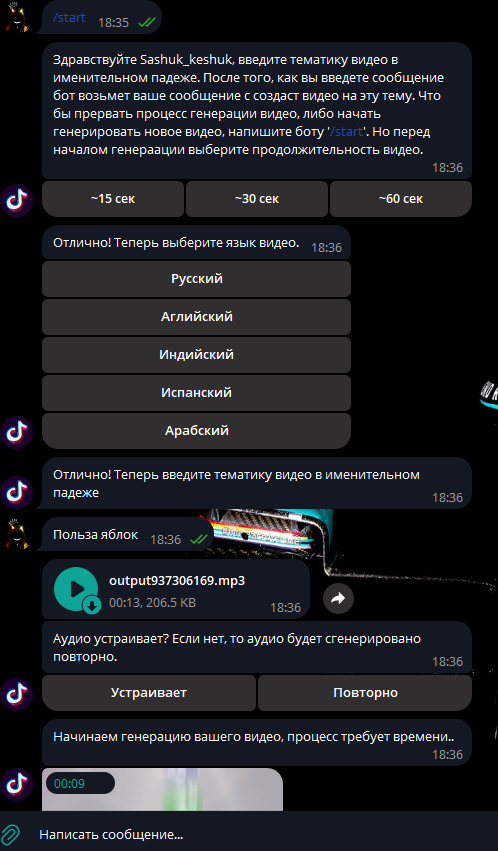 /start 18:35
Здравствуйте Sashuk_keshuk, введите тематику видео в
именительном падеже. После того, как вы введете сообщение
бот возьмет ваше сообщение с создаст видео на эту тему. Что
бы прервать процесс генерации видео, либо начать
генерировать новое видео, напишите боту '/start'. Но перед
началом генераации выберите продолжительность видео.
18:36
~15 сек ~30 сек ~60 сек
Отлично! Теперь выберите язык видео. 18:36
Русский
Аглийский
Индийский
Испанский
Арабский
Отлично! Теперь введите тематику видео в именительном
падеже 18:36
Польза яблок 18:36
output937306169.mp3
00:13, 206.5 KB 18:36
Аудио устраивает? Если нет, то аудио будет сгенерировано
повторно. 18:36
Устраивает Повторно
Начинаем генерацию вашего видео, процесс требует времени..
18:36
00:09
Написать сообщение...